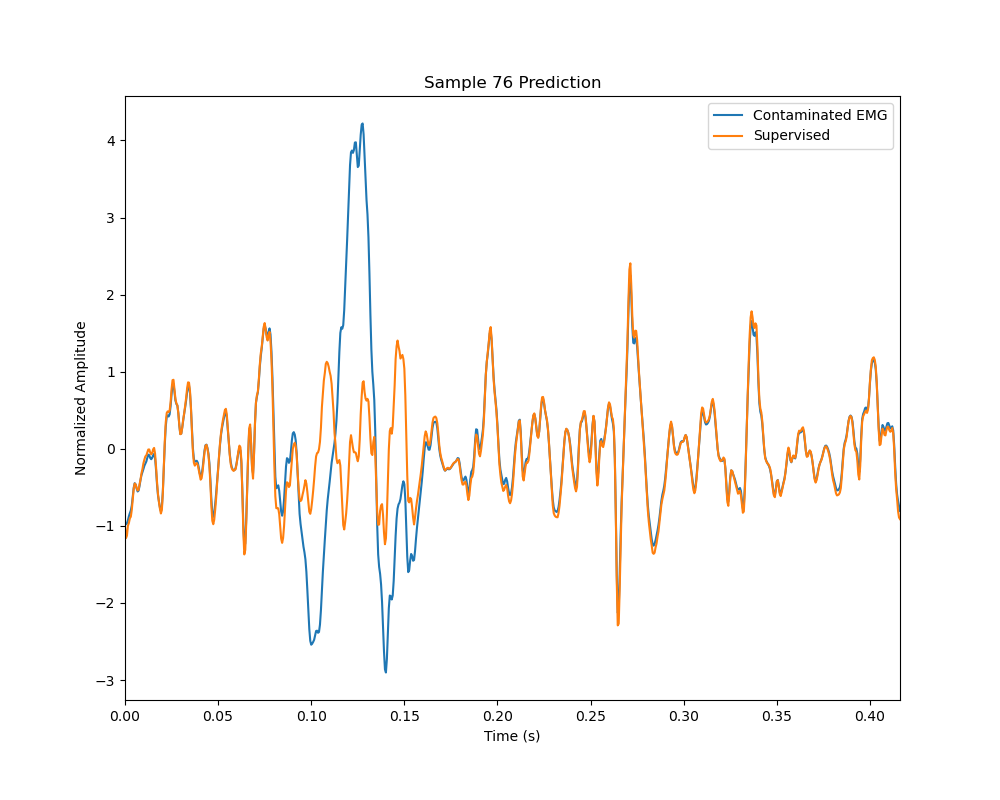 Sample 76 Prediction
Contaminated EMG
Supervised
Normalized Amplitude
4
3
2
1
0
−1
−2
−3
0.00 0.05 0.10 0.15 0.20 0.25 0.30 0.35 0.40
Time (s)